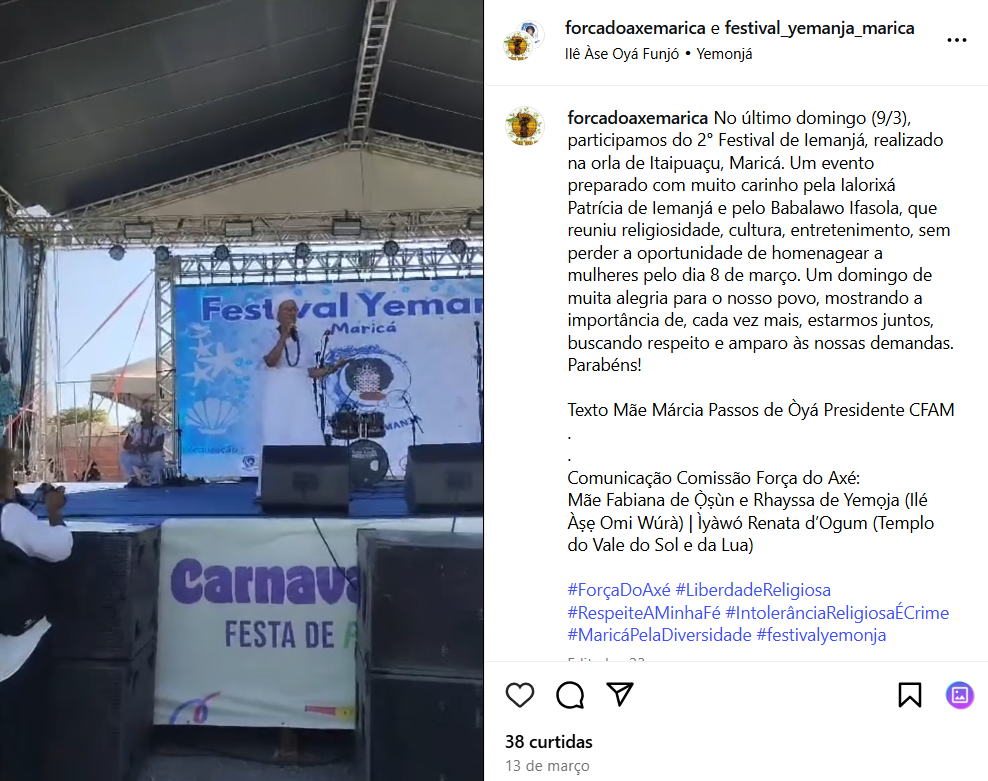 Festival Yeman
Maricá
Carnava
FESTA DE
forcadoaxemarica e festival_yemanja_marica
Ilê Àse Oyá Funjó • Yemonjá
forcadoaxemarica No último domingo (9/3),
participamos do 2° Festival de Iemanjá, realizado
na orla de Itaipuaçu, Maricá. Um evento
preparado com muito carinho pela Ialorixá
Patrícia de Iemanjá e pelo Babalawo Ifasola, que
reuniu religiosidade, cultura, entretenimento, sem
perder a oportunidade de homenagear a
mulheres pelo dia 8 de março. Um domingo de
muita alegria para o nosso povo, mostrando a
importância de, cada vez mais, estarmos juntos,
buscando respeito e amparo às nossas demandas.
Parabéns!
Texto Mãe Márcia Passos de Òyá Presidente CFAM
.
.
Comunicação Comissão Força do Axé:
Mãe Fabiana de Ọ̀ṣùn e Rhayssa de Yemọja (Ilé
Àṣẹ Omi Wúrà) | Ìyàwó Renata d’Ogum (Templo
do Vale do Sol e da Lua)
#ForçaDoAxé #LiberdadeReligiosa
#RespeiteAMinhaFé #IntolerânciaReligiosaÉCrime
#MaricáPelaDiversidade #festivalyemonja
38 curtidas
13 de março